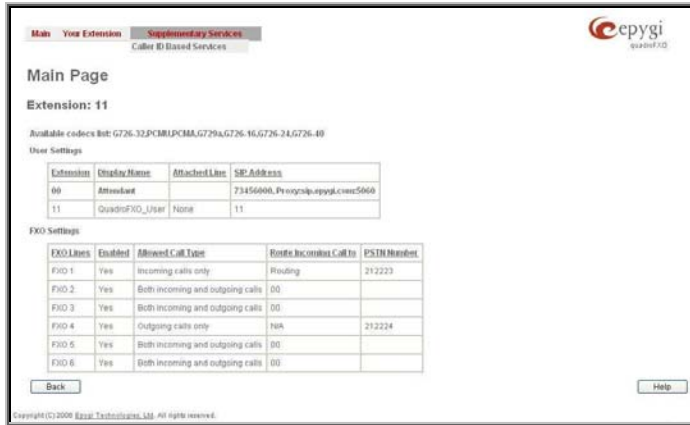 Main Your Extension Supplementary Services
Caller ID Based Services
epygi
quadroFXO
Main Page
Extension: 11
Available codecs list: G726-32,PCMU,PCMA,G729a,G726-16,G726-24,G726-40
User Settings
Extension Display Name Attached Line SIP Address
00 Attendant 73456000, Proxy:sip.epygi.com:5060
11 QuadroFXO_User None 11
FXO Settings
FXO Lines Enabled Allowed Call Type Route Incoming Call to PSTN Number
FXO 1 Yes Incoming calls only Routing 212223
FXO 2 Yes Both incoming and outgoing calls 00
FXO 3 Yes Both incoming and outgoing calls 00
FXO 4 Yes Outgoing calls only N/A 212224
FXO 5 Yes Both incoming and outgoing calls 00
FXO 6 Yes Both incoming and outgoing calls 00
Back Help
Copyright (C) 2008 Epygi Technologies, Ltd. All rights reserved.